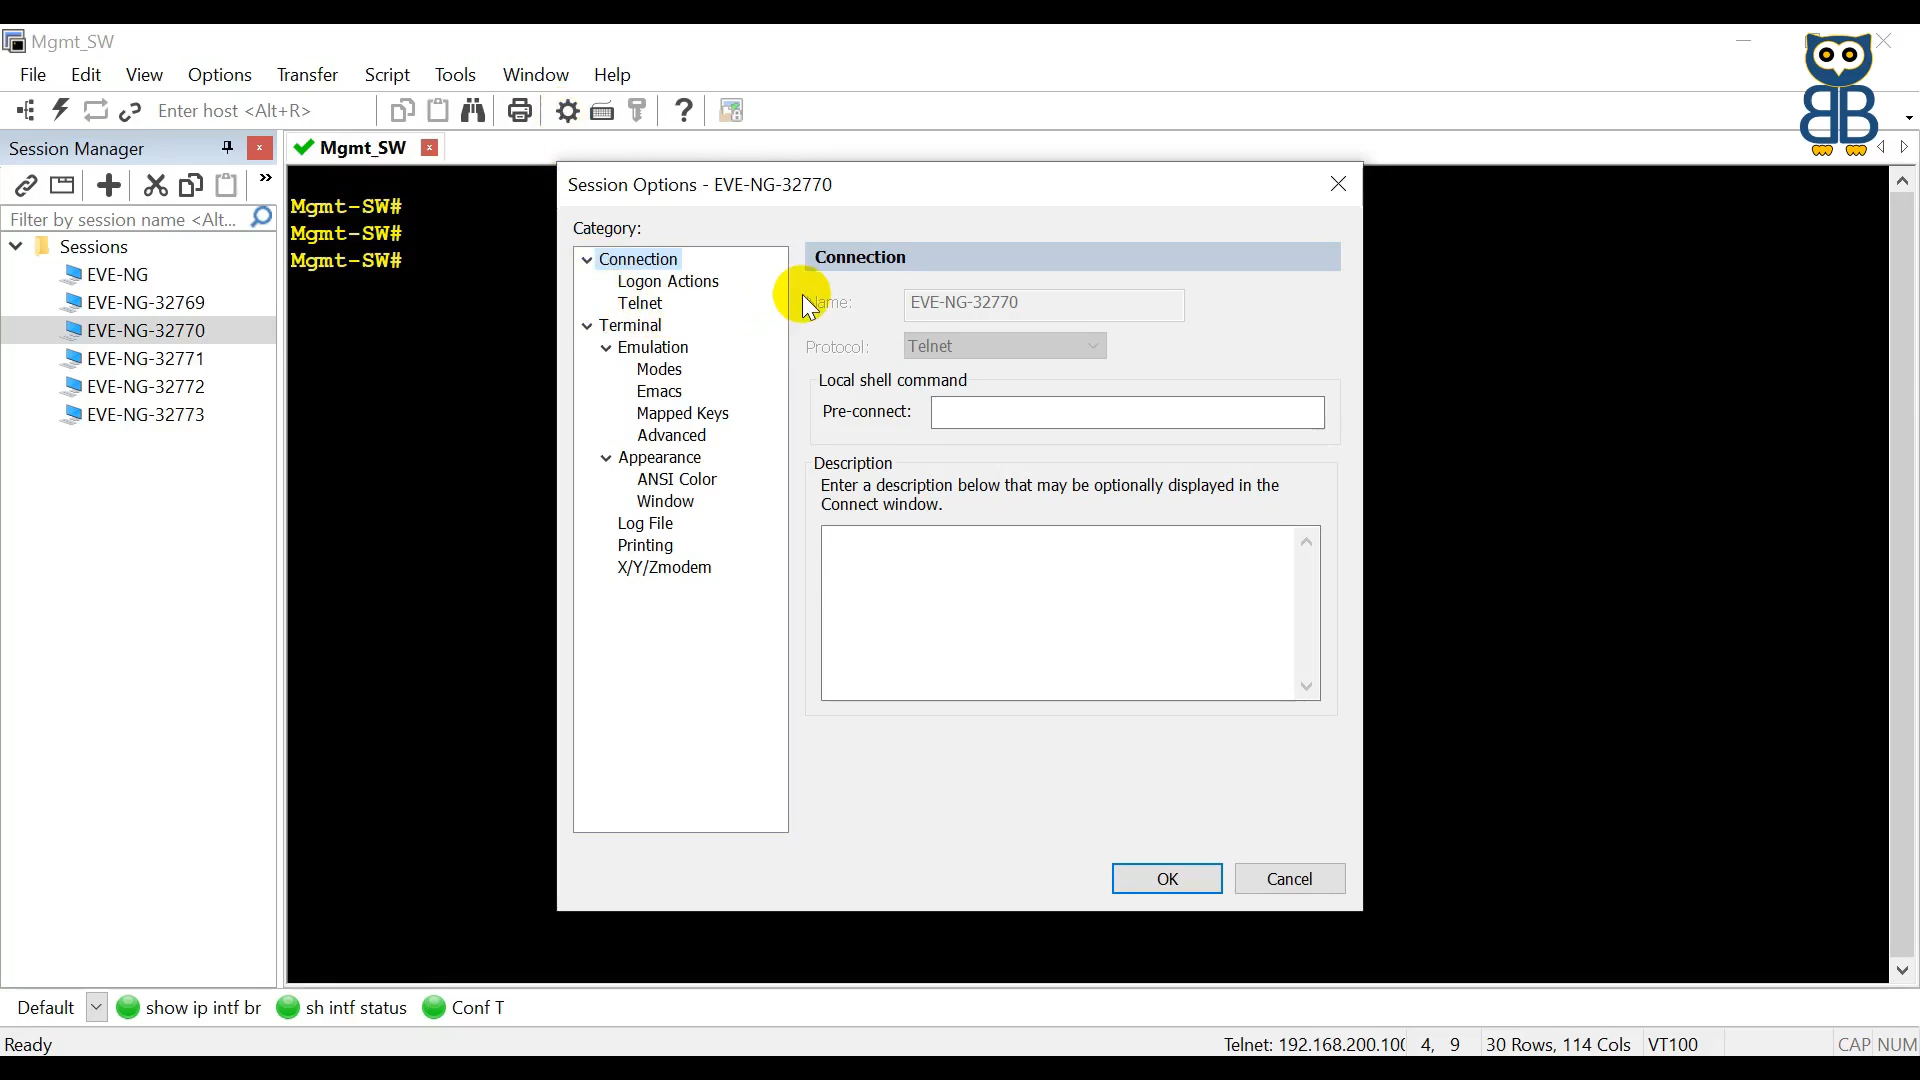 Mgmt_SW
File Edit View Options Transfer Script Tools Window Help
Enter host <Alt+R>
Session Manager
Mgmt_SW
Filter by session name <Alt...
Sessions
EVE-NG
EVE-NG-32769
EVE-NG-32770
EVE-NG-32771
EVE-NG-32772
EVE-NG-32773
Mgmt-SW#
Mgmt-SW#
Mgmt-SW#
Session Options - EVE-NG-32770
Category:
Connection
Logon Actions
Telnet
Terminal
Emulation
Modes
Emacs
Mapped Keys
Advanced
Appearance
ANSI Color
Window
Log File
Printing
X/Y/Zmodem
Connection
EVE-NG-32770
Protocol: Telnet
Local shell command
Pre-connect:
Description
Enter a description below that may be optionally displayed in the
Connect window.
OK Cancel
BB
Default show ip intf br sh intf status Conf T
Ready Telnet: 192.168.200.10 4, 9 30 Rows, 114 Cols VT100 CAP NUM